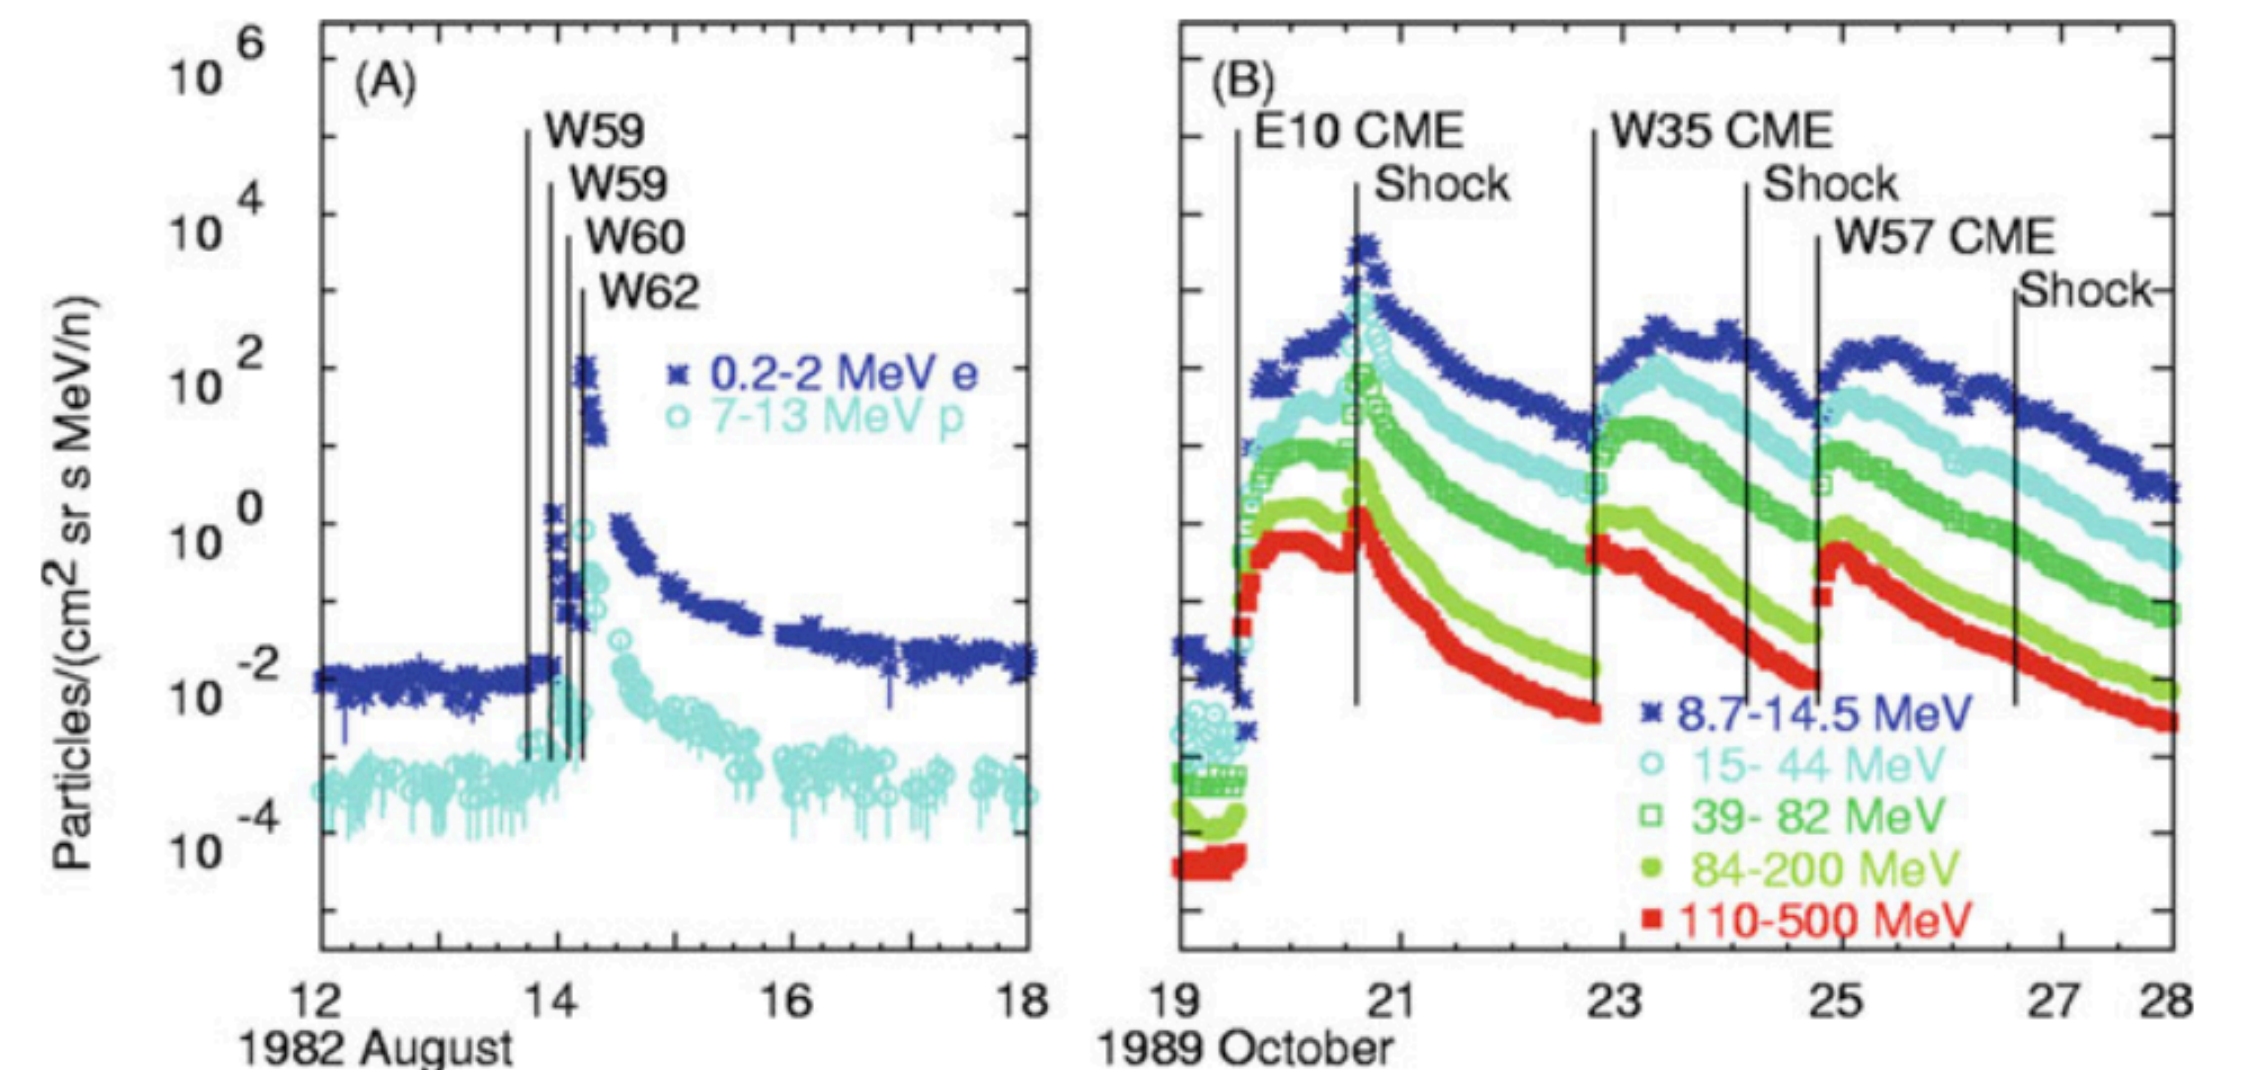 Particles/(cm2 sr s MeV/n)
10 6
10 4
10 2
10 0
10 -2
10 -4
(A)
W59
W59
W60
W62
0.2-2 MeV e
7-13 MeV p
12 14 16 18
1982 August
(B)
E10 CME
Shock
W35 CME
Shock
W57 CME
Shock
8.7-14.5 MeV
15- 44 MeV
39- 82 MeV
84-200 MeV
110-500 MeV
19 21 23 25 27 28
1989 October